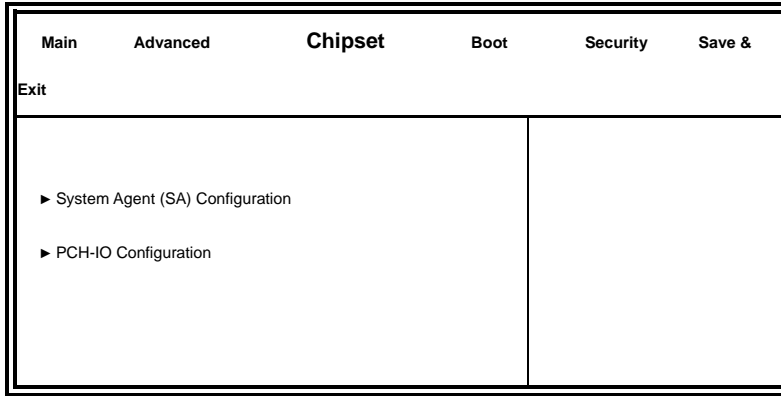 Main Advanced Chipset Boot Security Save &
Exit
► System Agent (SA) Configuration
► PCH-IO Configuration